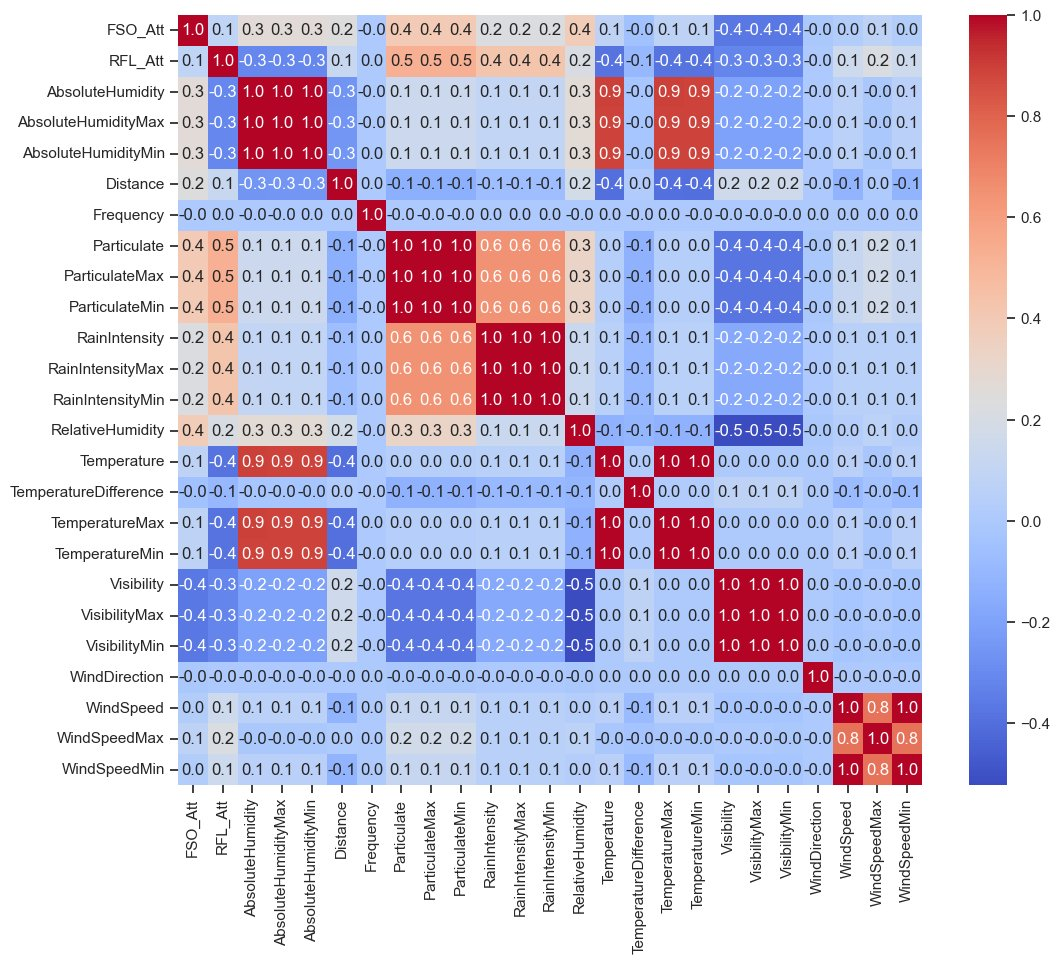 FSO_Att 1.0 0.1 0.3 0.3 0.3 0.2 -0.0 0.4 0.4 0.4 0.2 0.2 0.2 0.4 0.1 -0.0 0.1 0.1 -0.4 -0.4 -0.4 -0.0 0.0 0.1 0.0
RFL_Att 0.1 1.0 -0.3 -0.3 -0.3 0.1 0.0 0.5 0.5 0.5 0.4 0.4 0.4 0.2 -0.4 -0.1 -0.4 -0.4 -0.3 -0.3 -0.3 -0.0 0.1 0.2 0.1
AbsoluteHumidity 0.3 -0.3 1.0 1.0 1.0 -0.3 -0.0 0.1 0.1 0.1 0.1 0.1 0.1 0.3 0.9 -0.0 0.9 0.9 -0.2 -0.2 -0.2 -0.0 0.1 -0.0 0.1
AbsoluteHumidityMax 0.3 -0.3 1.0 1.0 1.0 -0.3 -0.0 0.1 0.1 0.1 0.1 0.1 0.1 0.3 0.9 -0.0 0.9 0.9 -0.2 -0.2 -0.2 -0.0 0.1 -0.0 0.1
AbsoluteHumidityMin 0.3 -0.3 1.0 1.0 1.0 -0.3 0.0 0.1 0.1 0.1 0.1 0.1 0.1 0.3 0.9 -0.0 0.9 0.9 -0.2 -0.2 -0.2 -0.0 0.1 -0.0 0.1
Distance 0.2 0.1 -0.3 -0.3 -0.3 1.0 0.0 -0.1 -0.1 -0.1 -0.1 -0.1 -0.1 0.2 -0.4 0.0 -0.4 -0.4 0.2 0.2 0.2 -0.0 -0.1 0.0 -0.1
Frequency -0.0 0.0 -0.0 -0.0 0.0 0.0 1.0 -0.0 -0.0 -0.0 0.0 0.0 0.0 -0.0 0.0 -0.0 0.0 0.0 -0.0 -0.0 -0.0 0.0 0.0 0.0 0.0
Particulate 0.4 0.5 0.1 0.1 0.1 -0.1 -0.0 1.0 1.0 1.0 0.6 0.6 0.6 0.3 0.0 -0.1 0.0 0.0 -0.4 -0.4 -0.4 -0.0 0.1 0.2 0.1
ParticulateMax 0.4 0.5 0.1 0.1 0.1 -0.1 -0.0 1.0 1.0 1.0 0.6 0.6 0.6 0.3 0.0 -0.1 0.0 0.0 -0.4 -0.4 -0.4 -0.0 0.1 0.2 0.1
ParticulateMin 0.4 0.5 0.1 0.1 0.1 -0.1 -0.0 1.0 1.0 1.0 0.6 0.6 0.6 0.3 0.0 -0.1 0.0 0.0 -0.4 -0.4 -0.4 -0.0 0.1 0.2 0.1
RainIntensity 0.2 0.4 0.1 0.1 0.1 -0.1 0.0 0.6 0.6 0.6 1.0 1.0 1.0 0.1 0.1 -0.1 0.1 0.1 -0.2 -0.2 -0.2 -0.0 0.1 0.1 0.1
RainIntensityMax 0.2 0.4 0.1 0.1 0.1 -0.1 0.0 0.6 0.6 0.6 1.0 1.0 1.0 0.1 0.1 -0.1 0.1 0.1 -0.2 -0.2 -0.2 -0.0 0.1 0.1 0.1
RainIntensityMin 0.2 0.4 0.1 0.1 0.1 -0.1 0.0 0.6 0.6 0.6 1.0 1.0 1.0 0.1 0.1 -0.1 0.1 0.1 -0.2 -0.2 -0.2 -0.0 0.1 0.1 0.1
RelativeHumidity 0.4 0.2 0.3 0.3 0.3 0.2 -0.0 0.3 0.3 0.3 0.1 0.1 0.1 1.0 -0.1 -0.1 -0.1 -0.1 -0.5 -0.5 -0.5 -0.0 0.0 0.1 0.0
Temperature 0.1 -0.4 0.9 0.9 0.9 -0.4 0.0 0.0 0.0 0.0 0.1 0.1 0.1 -0.1 1.0 0.0 1.0 1.0 0.0 0.0 0.0 -0.0 0.1 -0.0 0.1
TemperatureDifference -0.0 -0.1 -0.0 -0.0 -0.0 0.0 -0.0 -0.1 -0.1 -0.1 -0.1 -0.1 -0.1 -0.1 0.0 1.0 0.0 0.0 0.1 0.1 0.1 -0.0 -0.1 -0.0 -0.1
TemperatureMax 0.1 -0.4 0.9 0.9 0.9 -0.4 0.0 0.0 0.0 0.0 0.1 0.1 0.1 -0.1 1.0 0.0 1.0 1.0 0.0 0.0 0.0 -0.0 0.1 -0.0 0.1
TemperatureMin 0.1 -0.4 0.9 0.9 0.9 -0.4 0.0 0.0 0.0 0.0 0.1 0.1 0.1 -0.1 1.0 0.0 1.0 1.0 0.0 0.0 0.0 -0.0 0.1 -0.0 0.1
Visibility -0.4 -0.3 -0.2 -0.2 -0.2 0.2 -0.0 -0.4 -0.4 -0.4 -0.2 -0.2 -0.2 -0.5 0.0 0.1 0.0 0.0 1.0 1.0 1.0 0.0 -0.0 -0.0 -0.0
VisibilityMax -0.4 -0.3 -0.2 -0.2 -0.2 0.2 -0.0 -0.4 -0.4 -0.4 -0.2 -0.2 -0.2 -0.5 0.0 0.1 0.0 0.0 1.0 1.0 1.0 0.0 -0.0 -0.0 -0.0
VisibilityMin -0.4 -0.3 -0.2 -0.2 -0.2 0.2 -0.0 -0.4 -0.4 -0.4 -0.2 -0.2 -0.2 -0.5 0.0 0.1 0.0 0.0 1.0 1.0 1.0 0.0 -0.0 -0.0 -0.0
WindDirection -0.0 -0.0 -0.0 -0.0 -0.0 -0.0 0.0 -0.0 -0.0 -0.0 -0.0 -0.0 -0.0 -0.0 -0.0 -0.0 -0.0 -0.0 0.0 0.0 0.0 1.0 -0.0 -0.0 -0.0
WindSpeed 0.0 0.1 0.1 0.1 0.1 -0.1 0.0 0.1 0.1 0.1 0.1 0.1 0.1 0.0 0.1 -0.1 0.1 0.1 -0.0 -0.0 -0.0 -0.0 1.0 0.8 1.0
WindSpeedMax 0.1 0.2 -0.0 -0.0 -0.0 0.0 0.0 0.2 0.2 0.2 0.1 0.1 0.1 0.1 -0.0 -0.0 -0.0 -0.0 -0.0 -0.0 -0.0 -0.0 0.8 1.0 0.8
WindSpeedMin 0.0 0.1 0.1 0.1 0.1 -0.1 0.0 0.1 0.1 0.1 0.1 0.1 0.1 0.0 0.1 -0.1 0.1 0.1 -0.0 -0.0 -0.0 -0.0 1.0 0.8 1.0
FSO_Att
RFL_Att
AbsoluteHumidity
AbsoluteHumidityMax
AbsoluteHumidityMin
Distance
Frequency
Particulate
ParticulateMax
ParticulateMin
RainIntensity
RainIntensityMax
RainIntensityMin
RelativeHumidity
Temperature
TemperatureDifference
TemperatureMax
TemperatureMin
Visibility
VisibilityMax
VisibilityMin
WindDirection
WindSpeed
WindSpeedMax
WindSpeedMin
1.0
0.8
0.6
0.4
0.2
0.0
−0.2
−0.4